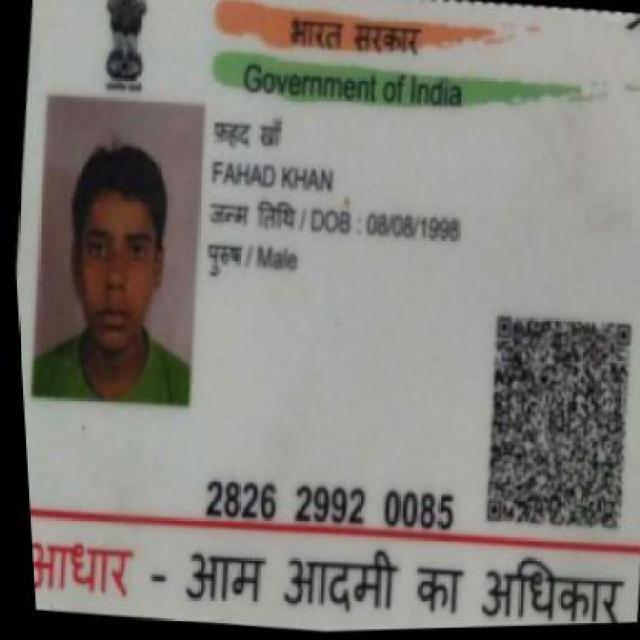 भारत सरकार
Government of India
फ़हद खाँ
FAHAD KHAN
जन्म तिथि / DOB : 08/08/1998
पुरुष / Male
2826 2992 0085
आधार - आम आदमी का अधिकार